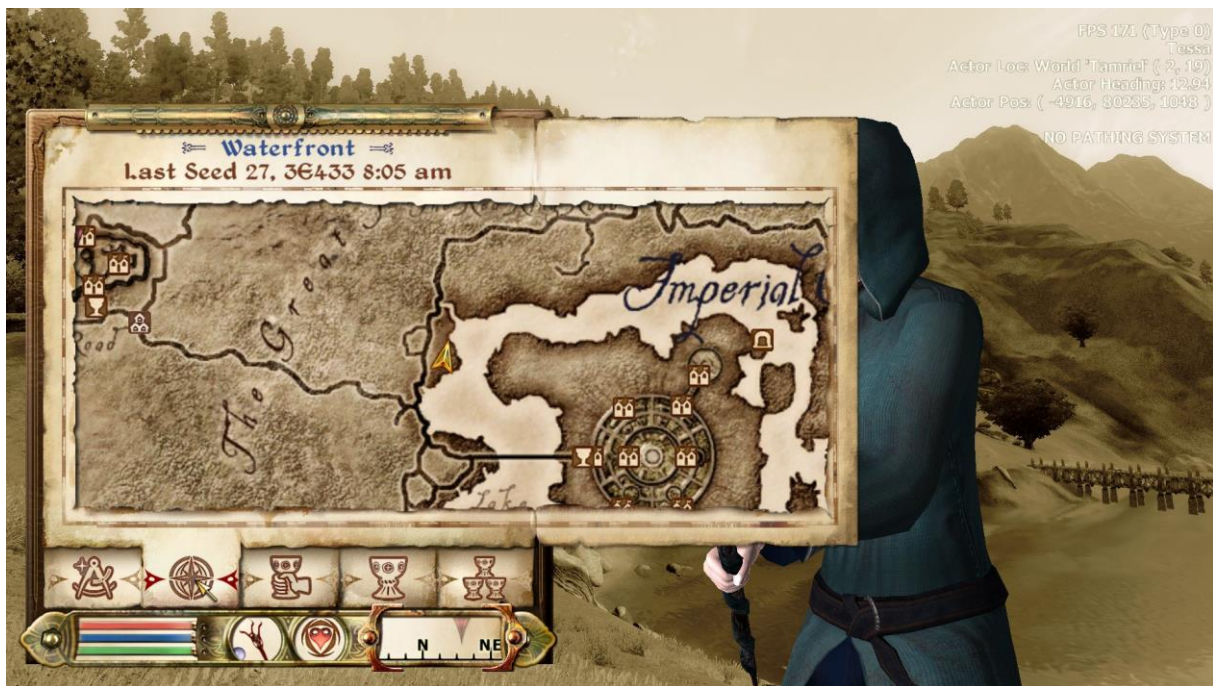 FPS 171 (Type 0)
Tessa
Actor Loc: World 'Tamriel' ( -2, 19)
Actor Heading: 12.94
Actor Pos: ( -4916, 80235, 1048 )
NO PATHING SYSTEM
Waterfront
Last Seed 27, 3E433 8:05 am
Imperial
The Great
Road
Lake
N NE